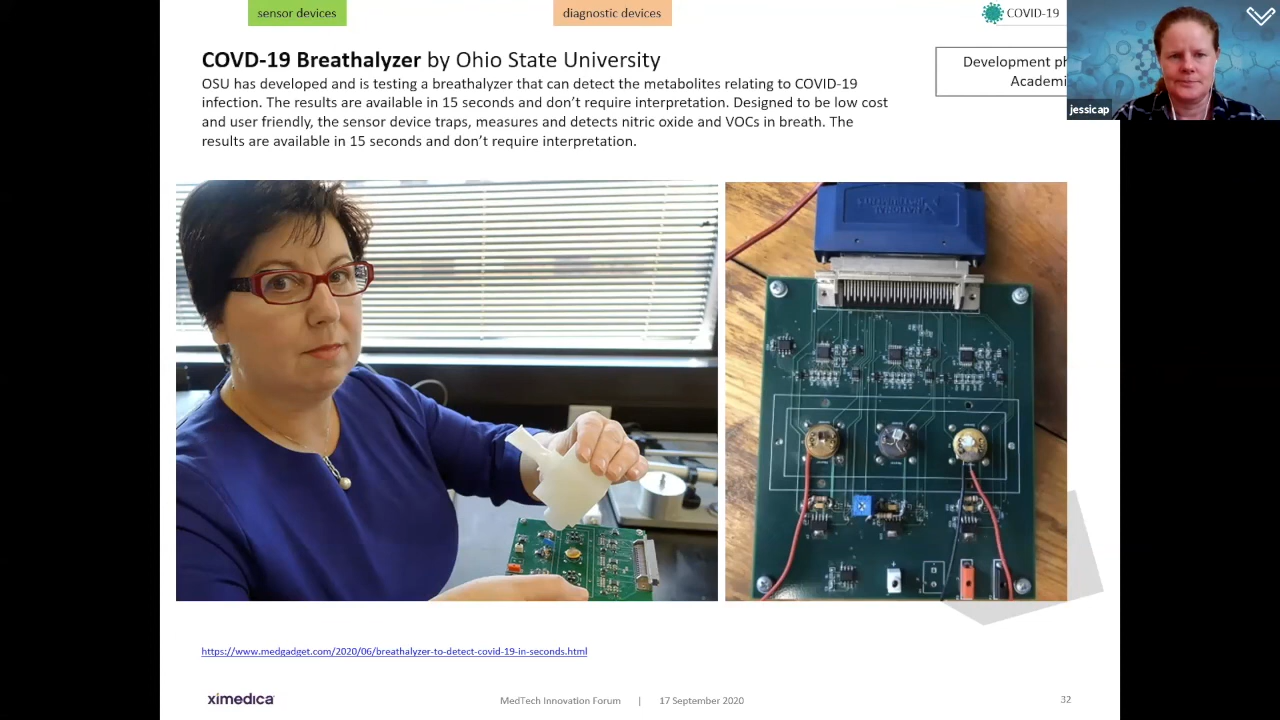 sensor devices
diagnostic devices
COVID-19
COVD-19 Breathalyzer by Ohio State University
OSU has developed and is testing a breathalyzer that can detect the metabolites relating to COVID-19
infection. The results are available in 15 seconds and don't require interpretation. Designed to be low cost
and user friendly, the sensor device traps, measures and detects nitric oxide and VOCs in breath. The
results are available in 15 seconds and don't require interpretation.
Development ph
Academi
jessicap
https://www.medgadget.com/2020/06/breathalyzer-to-detect-covid-19-in-seconds.html
ximedica
MedTech Innovation Forum | 17 September 2020
32